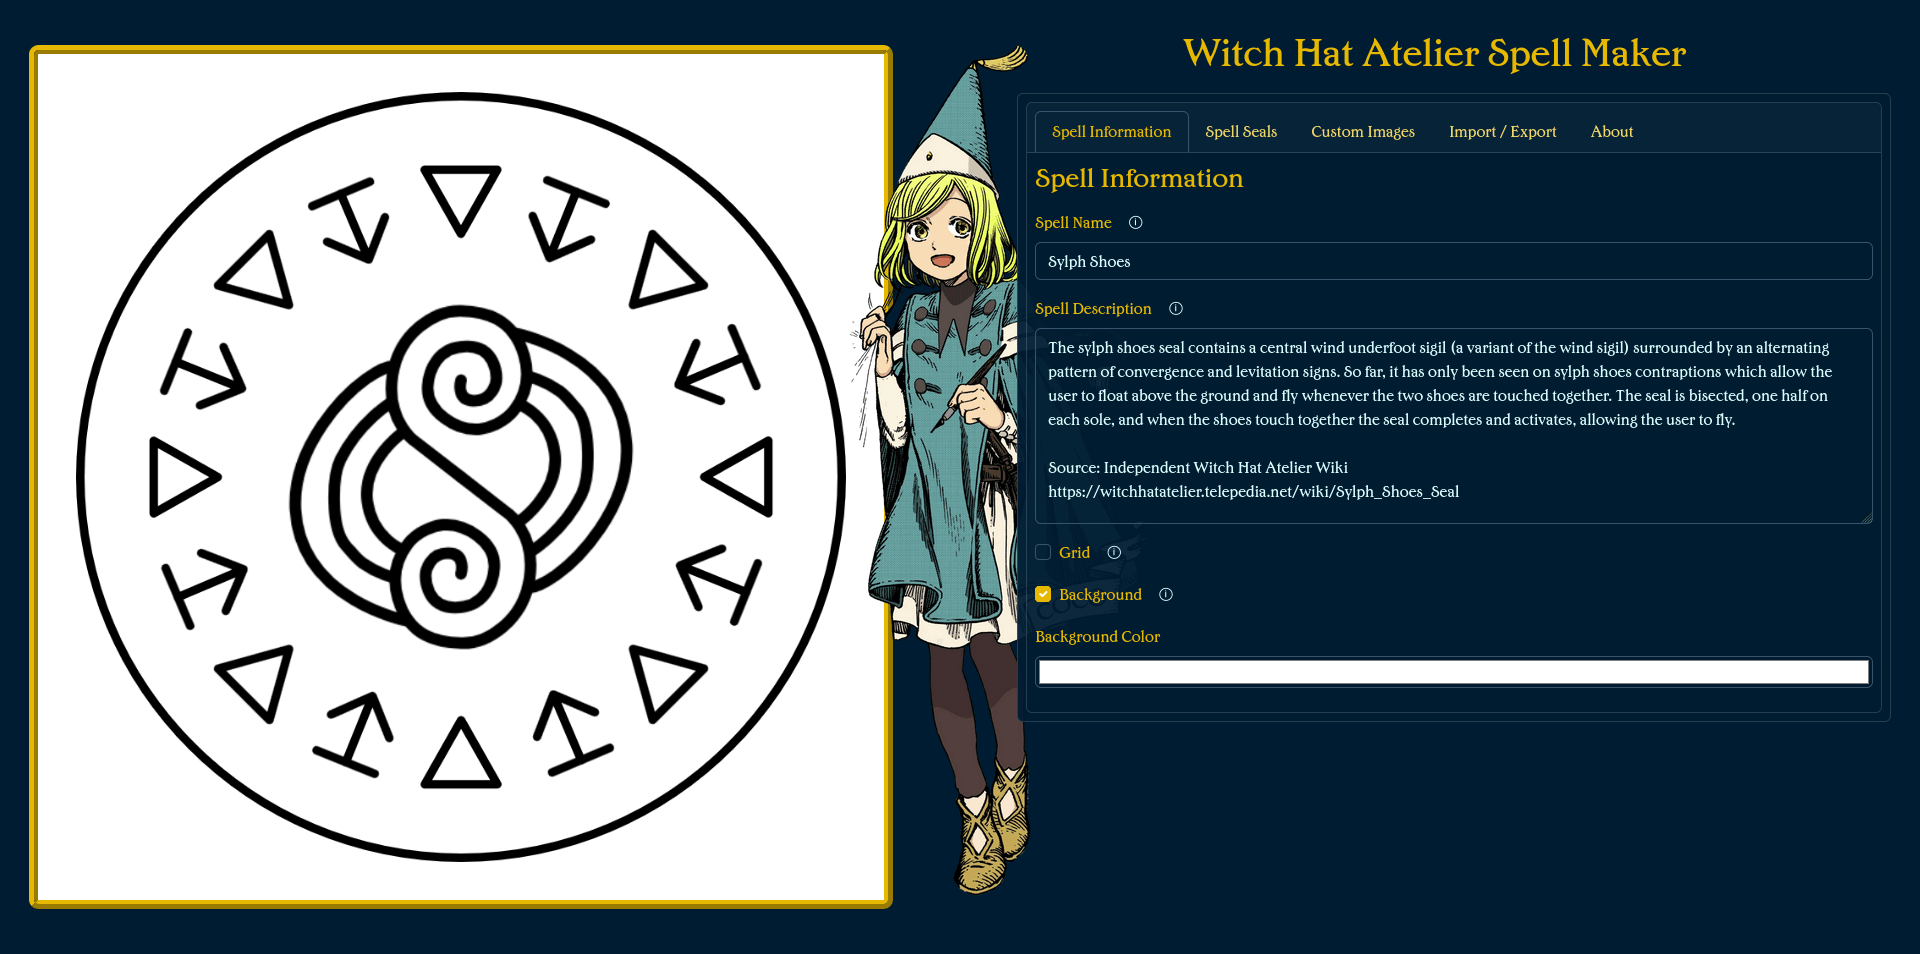 Witch Hat Atelier Spell Maker
Spell Information
Spell Seals
Custom Images
Import / Export
About
Spell Information
Spell Name
Sylph Shoes
Spell Description
The sylph shoes seal contains a central wind underfoot sigil (a variant of the wind sigil) surrounded by an alternating
pattern of convergence and levitation signs. So far, it has only been seen on sylph shoes contraptions which allow the
user to float above the ground and fly whenever the two shoes are touched together. The seal is bisected, one half on
each sole, and when the shoes touch together the seal completes and activates, allowing the user to fly.
Source: Independent Witch Hat Atelier Wiki
https://witchhatatelier.telepedia.net/wiki/Sylph_Shoes_Seal
Grid
Background
Background Color